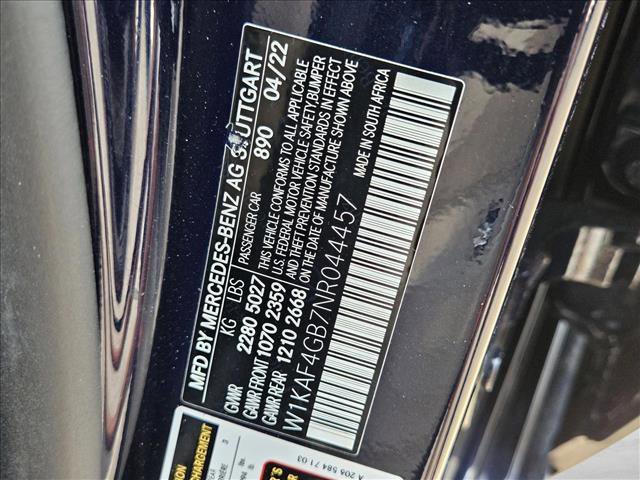 MFD BY MERCEDES-BENZ AG STUTTGART
PASSENGER CAR 890 04/22
KG LBS
GVWR 2280 5027
GAWR FRONT 1070 2359
GAWR REAR 1210 2668
THIS VEHICLE CONFORMS TO ALL APPLICABLE
U.S. FEDERAL MOTOR VEHICLE SAFETY, BUMPER
AND THEFT PREVENTION STANDARDS IN EFFECT
ON THE DATE OF MANUFACTURE SHOWN ABOVE
W1KAF4GB7NR044457
MADE IN SOUTH AFRICA
A 206 584 71 03